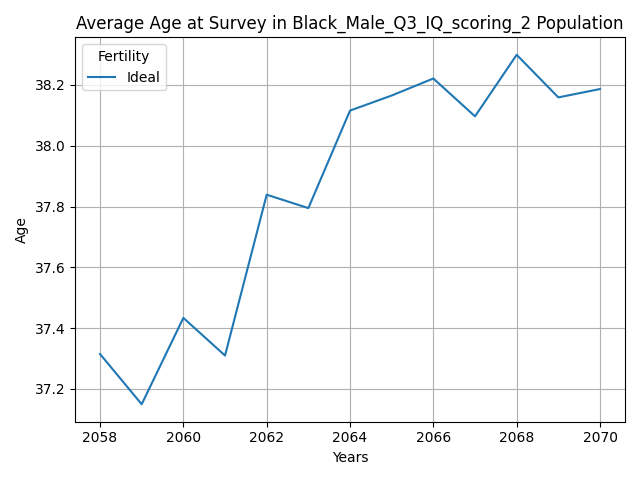 Average Age at Survey in Black_Male_Q3_IQ_scoring_2 Population
Fertility
Ideal
38.2
38.0
37.8
37.6
37.4
37.2
Age
2058 2060 2062 2064 2066 2068 2070
Years